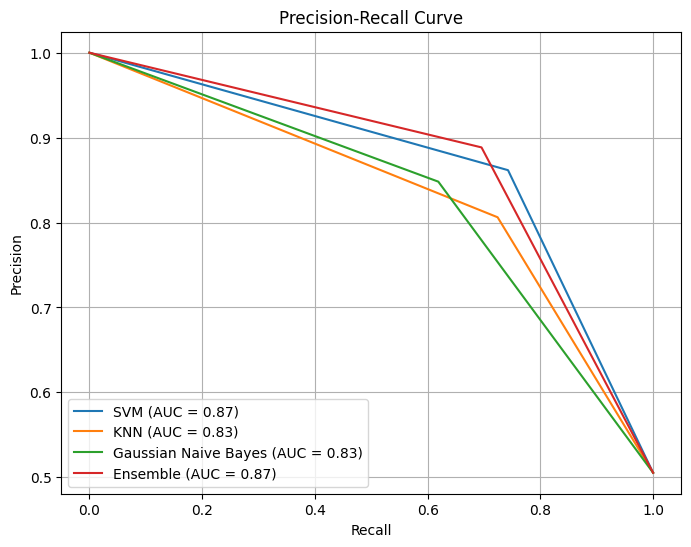 Precision-Recall Curve
1.0
0.9
0.8
0.7
0.6
0.5
Precision
SVM (AUC = 0.87)
KNN (AUC = 0.83)
Gaussian Naive Bayes (AUC = 0.83)
Ensemble (AUC = 0.87)
0.0 0.2 0.4 0.6 0.8 1.0
Recall